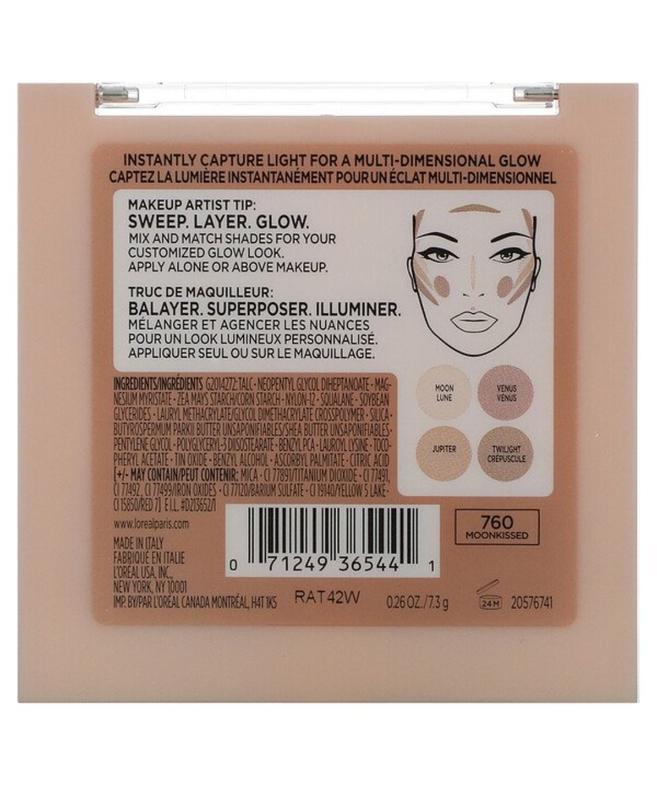 INSTANTLY CAPTURE LIGHT FOR A MULTI-DIMENSIONAL GLOW
CAPTEZ LA LUMIÈRE INSTANTANÉMENT POUR UN ÉCLAT MULTI-DIMENSIONNEL
MAKEUP ARTIST TIP:
SWEEP. LAYER. GLOW.
MIX AND MATCH SHADES FOR YOUR
CUSTOMIZED GLOW LOOK.
APPLY ALONE OR ABOVE MAKEUP.
TRUC DE MAQUILLEUR:
BALAYER. SUPERPOSER. ILLUMINER.
MÉLANGER ET AGENCER LES NUANCES
POUR UN LOOK LUMINEUX PERSONNALISÉ.
APPLIQUER SEUL OU SUR LE MAQUILLAGE.
MOON
LUNE
VENUS
VÉNUS
JUPITER
TWILIGHT
CRÉPUSCULE
INGREDIENTS/INGRÉDIENTS G2014272: TALC • NEOPENTYL GLYCOL DIHEPTANOATE • MAG-
NESIUM MYRISTATE • ZEA MAYS STARCH/CORN STARCH • NYLON-12 • SQUALANE • SOYBEAN
GLYCERIDES • LAURYL METHACRYLATE/GLYCOL DIMETHACRYLATE CROSSPOLYMER • SILICA •
BUTYROSPERMUM PARKII BUTTER UNSAPONIFIABLES/SHEA BUTTER UNSAPONIFIABLES •
PENTYLENE GLYCOL • POLYGLYCERYL-3 DIISOSTEARATE • BENZYL PCA • LAUROYL LYSINE • TOCO-
PHERYL ACETATE • TIN OXIDE • BENZYL ALCOHOL • ASCORBYL PALMITATE • CITRIC ACID
[+/- MAY CONTAIN/PEUT CONTENIR: MICA • CI 77891/TITANIUM DIOXIDE • CI 77491,
CI 77492, CI 77499/IRON OXIDES • CI 77120/BARIUM SULFATE • CI 19140/YELLOW 5 LAKE •
CI 15850/RED 7] F.I.L. #D213652/1
www.lorealparis.com
MADE IN ITALY
FABRIQUÉ EN ITALIE
L'ORÉAL USA, INC.,
NEW YORK, NY 10001
IMP. BY/PAR L'ORÉAL CANADA MONTRÉAL, H4T 1K5
0 71249 36544 1
760
MOONKISSED
RAT42W
0.26 OZ./7.3 g
24 M
20576741